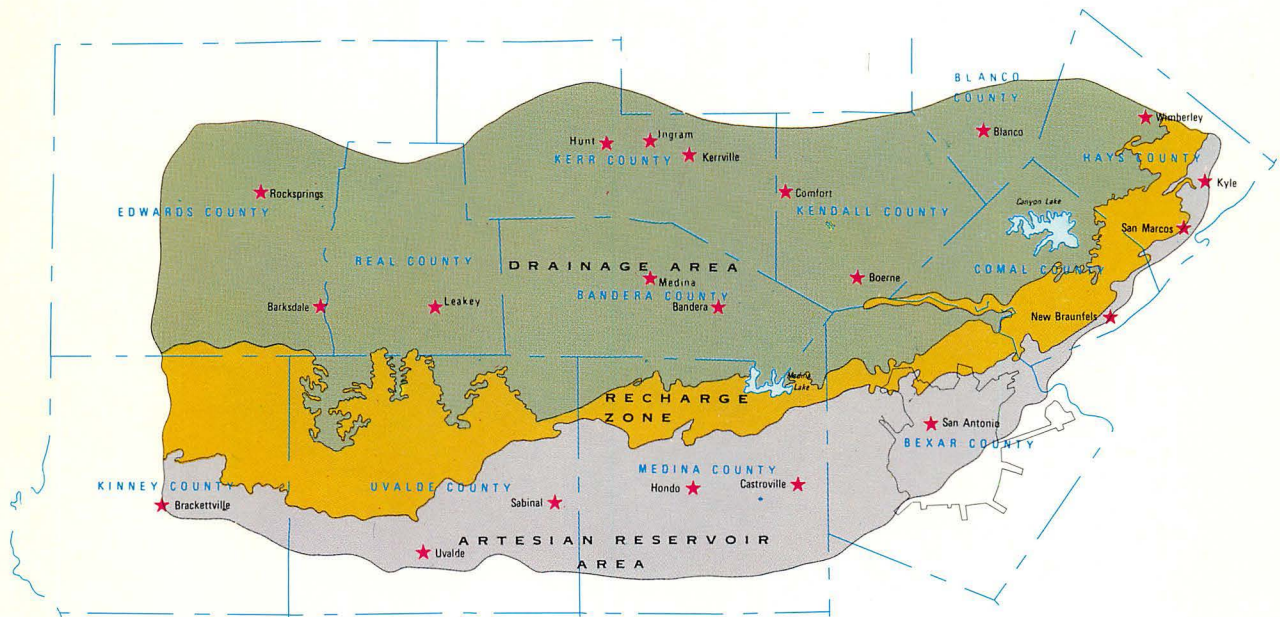 BLANCO
COUNTY
Wimberley
Blanco
Hunt
Ingram
Kerrville
KERR COUNTY
HAYS COUNTY
Kyle
Rocksprings
Comfort
EDWARDS COUNTY
KENDALL COUNTY
Canyon Lake
San Marcos
REAL COUNTY
DRAINAGE AREA
COMAL COUNTY
Medina
Boerne
BANDERA COUNTY
Barksdale
Leakey
Bandera
New Braunfels
Medina
Lake
RECHARGE
ZONE
San Antonio
BEXAR COUNTY
MEDINA COUNTY
KINNEY COUNTY
UVALDE COUNTY
Hondo
Castroville
Brackettville
Sabinal
ARTESIAN RESERVOIR
AREA
Uvalde